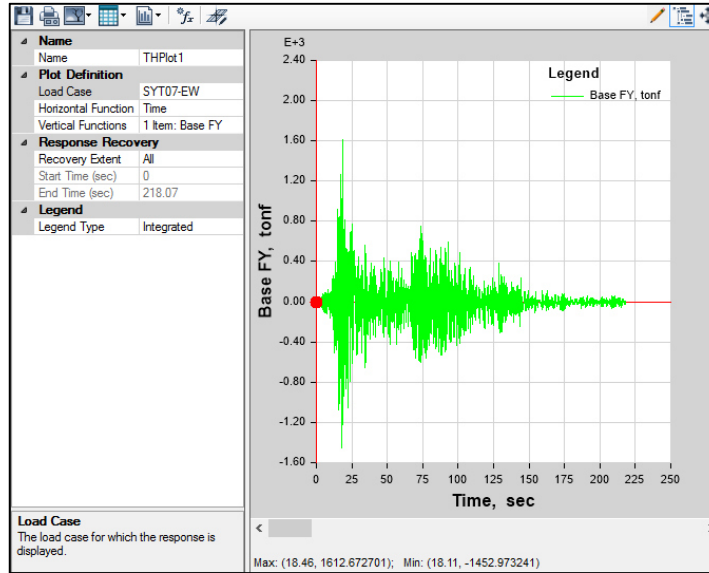 Name
Name THPlot1
Plot Definition
Load Case SYT07-EW
Horizontal Function Time
Vertical Functions 1 Item: Base FY
Response Recovery
Recovery Extent All
Start Time (sec) 0
End Time (sec) 218.07
Legend
Legend Type Integrated
Load Case
The load case for which the response is
displayed.
E+3
2.40
2.00
1.60
1.20
0.80
0.40
0.00
-0.40
-0.80
-1.20
-1.60
Base FY, tonf
Legend
Base FY, tonf
0 25 50 75 100 125 150 175 200 225 250
Time, sec
Max: (18.46, 1612.672701); Min: (18.11, -1452.973241)